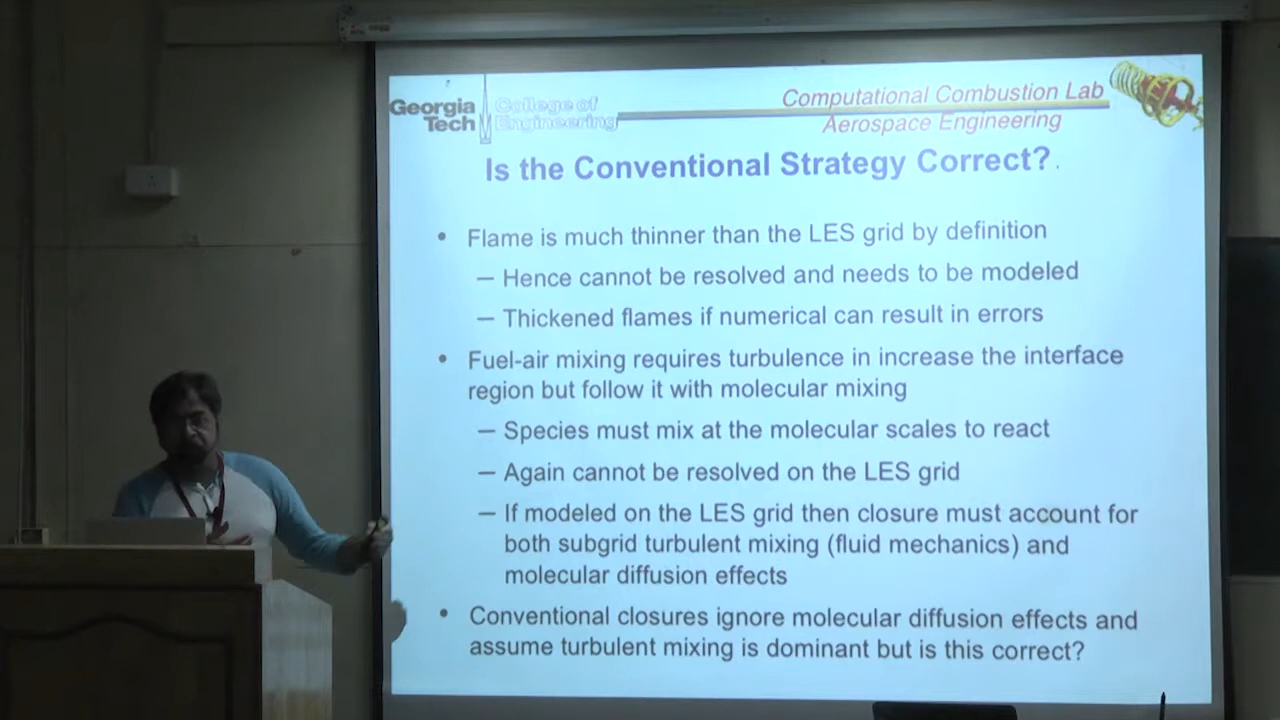 Georgia Tech
College of Engineering
Computational Combustion Lab
Aerospace Engineering
Is the Conventional Strategy Correct?.
• Flame is much thinner than the LES grid by definition
– Hence cannot be resolved and needs to be modeled
– Thickened flames if numerical can result in errors
• Fuel-air mixing requires turbulence in increase the interface
region but follow it with molecular mixing
– Species must mix at the molecular scales to react
– Again cannot be resolved on the LES grid
– If modeled on the LES grid then closure must account for
both subgrid turbulent mixing (fluid mechanics) and
molecular diffusion effects
• Conventional closures ignore molecular diffusion effects and
assume turbulent mixing is dominant but is this correct?